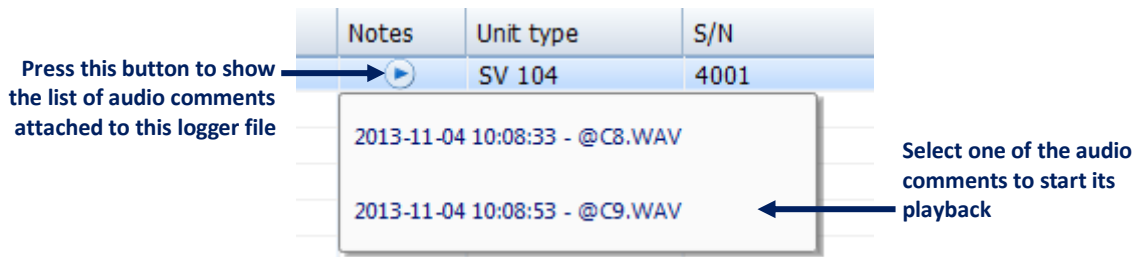 Notes Unit type S/N
Press this button to show
the list of audio comments
attached to this logger file
SV 104 4001
2013-11-04 10:08:33 - @C8.WAV
2013-11-04 10:08:53 - @C9.WAV
Select one of the audio
comments to start its
playback